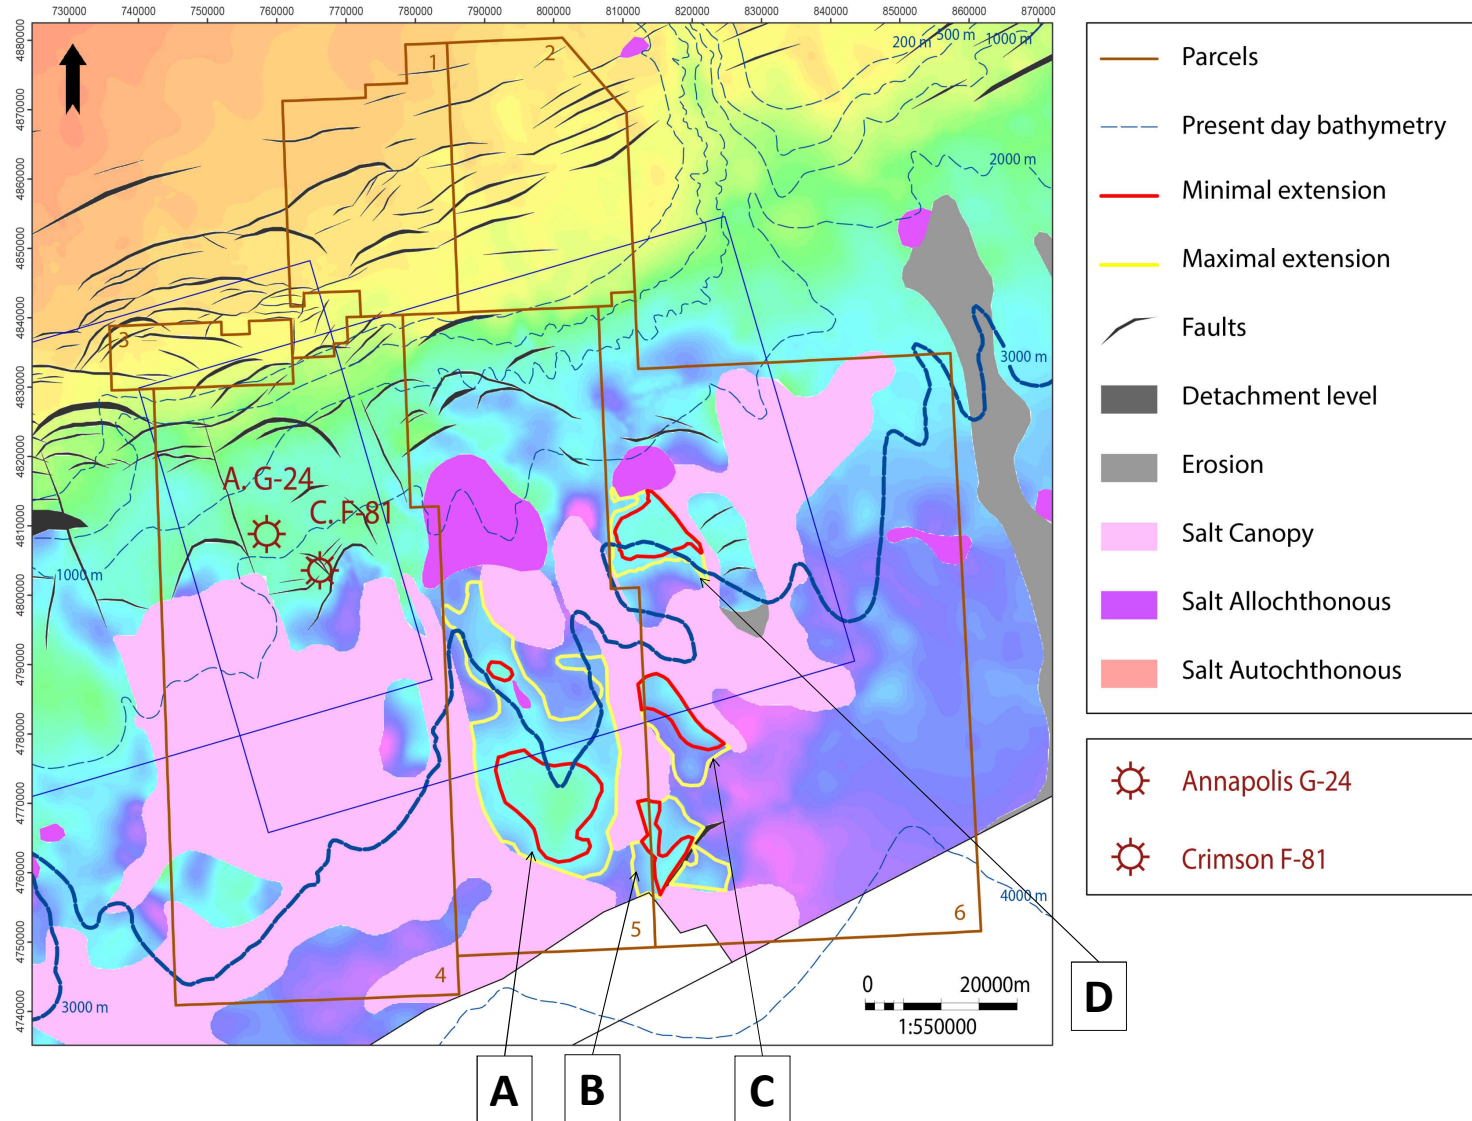 730000 740000 750000 760000 770000 780000 790000 800000 810000 820000 830000 840000 850000 860000 870000
4880000
4870000
4860000
4850000
4840000
4830000
4820000
4810000
4800000
4790000
4780000
4770000
4760000
4750000
4740000
1
2
200 m
500 m
1000 m
2000 m
3
3000 m
A. G-24
C. F-81
1000 m
4000 m
6
5
4
3000 m
0 20000m
1:550000
A
B
C
D
Parcels
Present day bathymetry
Minimal extension
Maximal extension
Faults
Detachment level
Erosion
Salt Canopy
Salt Allochthonous
Salt Autochthonous
Annapolis G-24
Crimson F-81